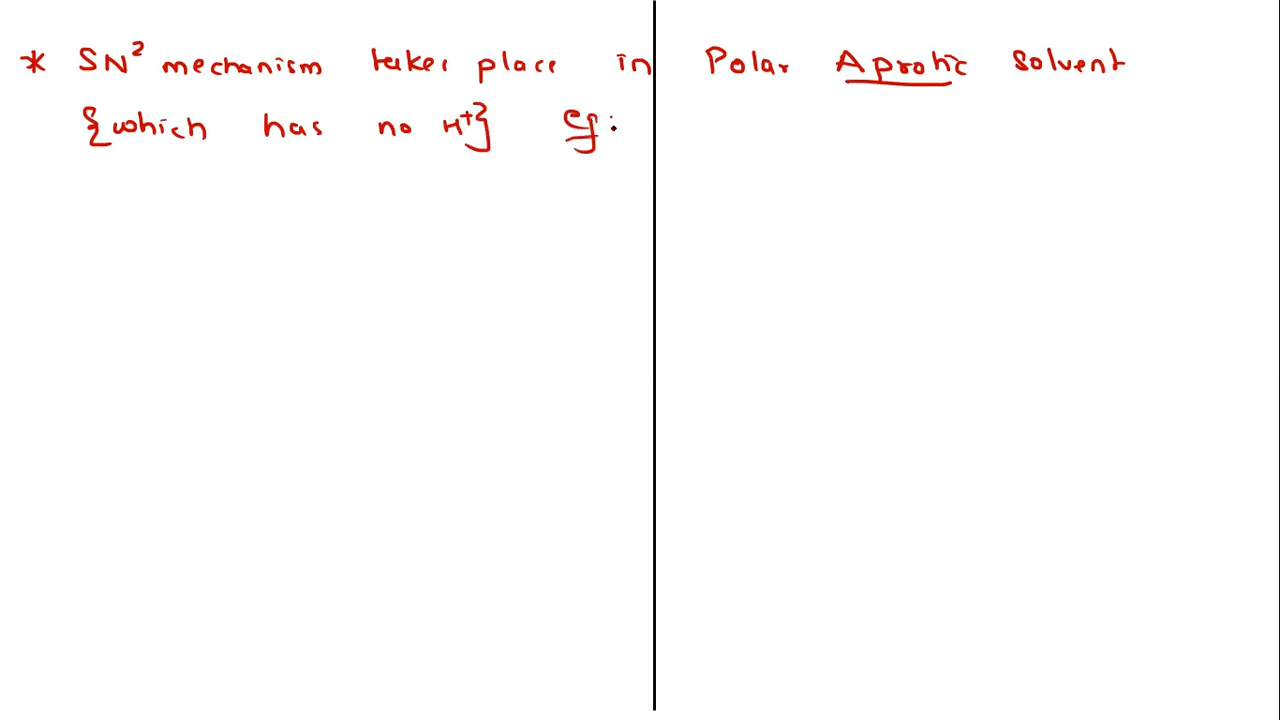 * SN² mechanism takes place in Polar Aprotic Solvent
{which has no H⁺} eg: